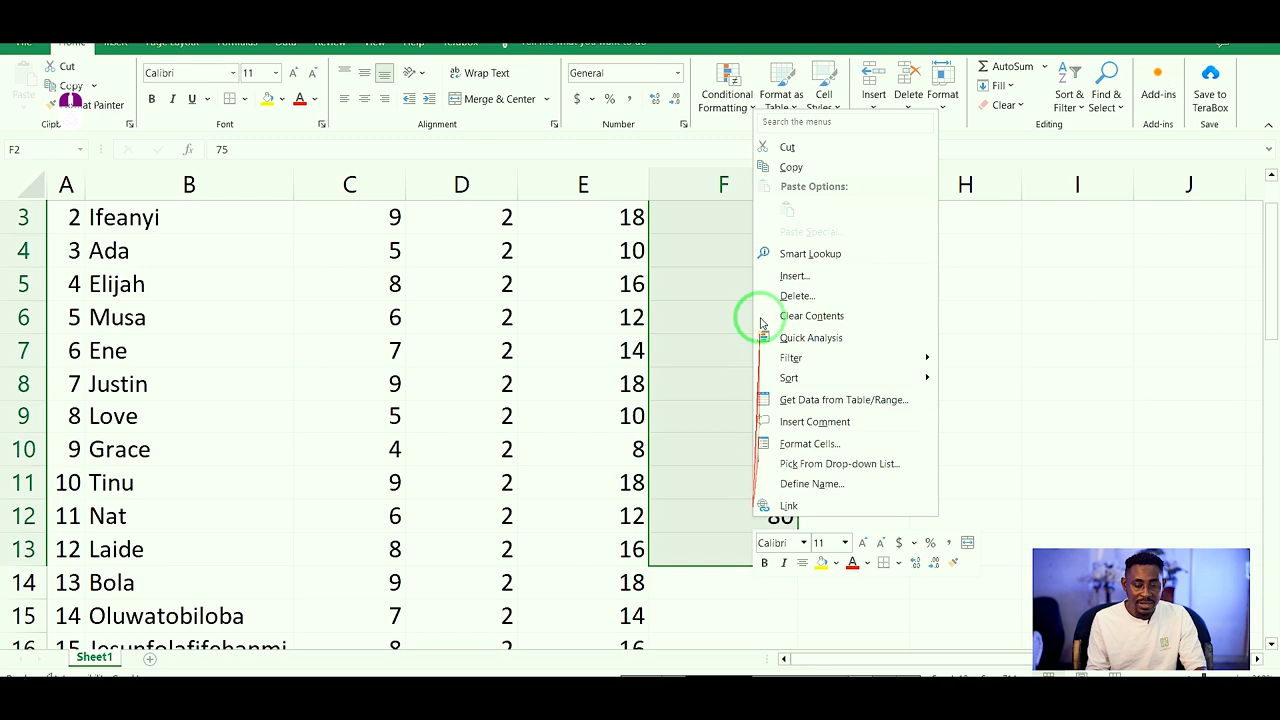 Cut
Copy
Format Painter
Calibri 11
B I U
Font
Wrap Text
Merge & Center
Alignment
General
$ % ,
Number
Conditional Formatting
Format as Table
Cell Styles
Insert Delete Format
AutoSum
Fill
Clear
Sort & Filter
Find & Select
Editing
Add-ins
Add-ins
Save to TeraBox
Save
F2 fx 75
A B C D E F H I J
3 2 Ifeanyi 9 2 18
4 3 Ada 5 2 10
5 4 Elijah 8 2 16
6 5 Musa 6 2 12
7 6 Ene 7 2 14
8 7 Justin 9 2 18
9 8 Love 5 2 10
10 9 Grace 4 2 8
11 10 Tinu 9 2 18
12 11 Nat 6 2 12 80
13 12 Laide 8 2 16
14 13 Bola 9 2 18
15 14 Oluwatobiloba 7 2 14
Search the menus
Cut
Copy
Paste Options:
Paste Special...
Smart Lookup
Insert...
Delete...
Clear Contents
Quick Analysis
Filter
Sort
Get Data from Table/Range...
Insert Comment
Format Cells...
Pick From Drop-down List...
Define Name...
Link
Calibri 11 A A $ % ,
B I A
Sheet1